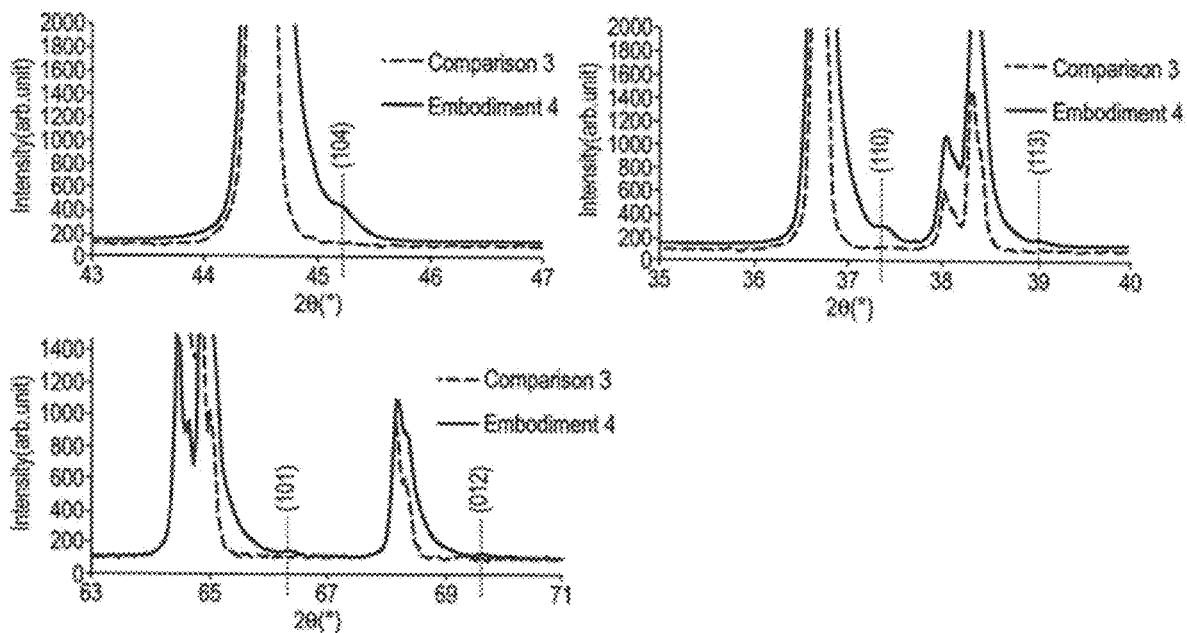 2000
1800
1600
1400
1200
1000
800
600
400
200
0
Intensity(arb.unit)
43 44 45 46 47
2θ(°)
Comparison 3
Embodiment 4
(104)
2000
1800
1600
1400
1200
1000
800
600
400
200
0
Intensity(arb.unit)
35 36 37 38 39 40
2θ(°)
Comparison 3
Embodiment 4
(110)
(113)
1400
1200
1000
800
600
400
200
0
Intensity(arb.unit)
63 65 67 69 71
2θ(°)
Comparison 3
Embodiment 4
(101)
(012)